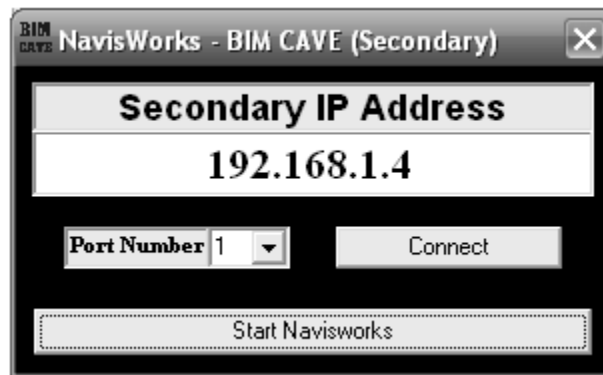 BIM
CAVE
NavisWorks - BIM CAVE (Secondary)
Secondary IP Address
192.168.1.4
Port Number 1 Connect
Start Navisworks